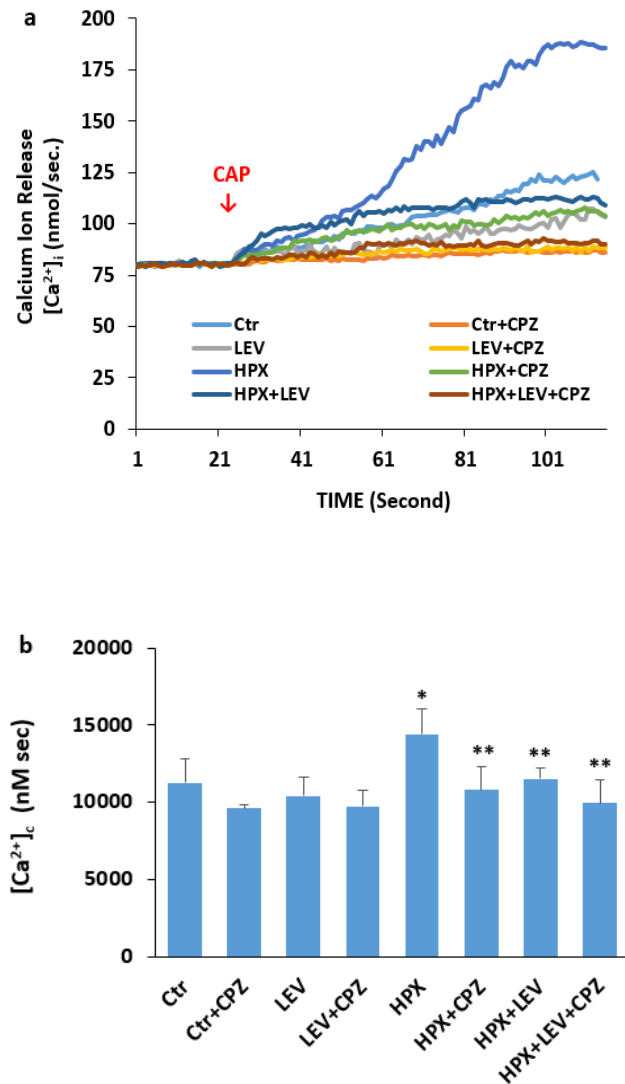 a
200
175
150
125
100
75
50
25
0
Calcium Ion Release
[Ca²⁺]ᵢ (nmol/sec.)
CAP
Ctr
Ctr+CPZ
LEV
LEV+CPZ
HPX
HPX+CPZ
HPX+LEV
HPX+LEV+CPZ
1
21
41
61
81
101
TIME (Second)
b
20000
15000
10000
5000
0
[Ca²⁺]c (nM sec)
*
**
**
**
Ctr
Ctr+CPZ
LEV
LEV+CPZ
HPX
HPX+CPZ
HPX+LEV
HPX+LEV+CPZ